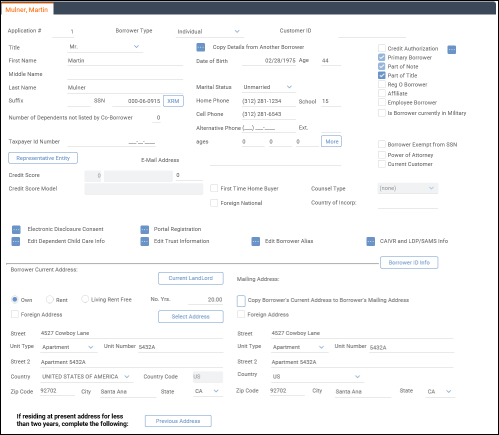 Mulner, Martin
Application # 1 Borrower Type Individual Customer ID
Title Mr. Copy Details from Another Borrower Credit Authorization
First Name Martin Date of Birth 02/28/1975 Age 44 Primary Borrower
Part of Note
Middle Name Part of Title
Last Name Mulner Marital Status Unmarried Reg O Borrower
Affiliate
Suffix SSN 000-06-0915 XRM Home Phone (312) 281-1234 School 15 Employee Borrower
Cell Phone (312) 281-6543 Is Borrower currently in Military
Number of Dependents not listed by Co-Borrower 0
Alternative Phone (___) ___-____ Ext.
Taxpayer Id Number __-__-____ ages 0 0 0 More Borrower Exempt from SSN
Representative Entity E-Mail Address Power of Attorney
Current Customer
Credit Score 0 0
Credit Score Model First Time Home Buyer Counsel Type (none)
Foreign National Country of Incorp:
Electronic Disclosure Consent Portal Registration
Edit Dependent Child Care Info Edit Trust Information Edit Borrower Alias CAIVR and LDP/SAMS Info
Borrower ID Info
Borrower Current Address:
Current LandLord Mailing Address:
Own Rent Living Rent Free No. Yrs. 20.00 Copy Borrower's Current Address to Borrower's Mailing Address
Foreign Address Select Address Foreign Address
Street 4527 Cowboy Lane Street 4527 Cowboy Lane
Unit Type Apartment Unit Number 5432A Unit Type Apartment Unit Number 5432A
Street 2 Apartment 5432A Street 2 Apartment 5432A
Country UNITED STATES OF AMERICA Country Code US Country US
Zip Code 92702 City Santa Ana State CA Zip Code 92702 City Santa Ana State CA
If residing at present address for less
than two years, complete the following: Previous Address